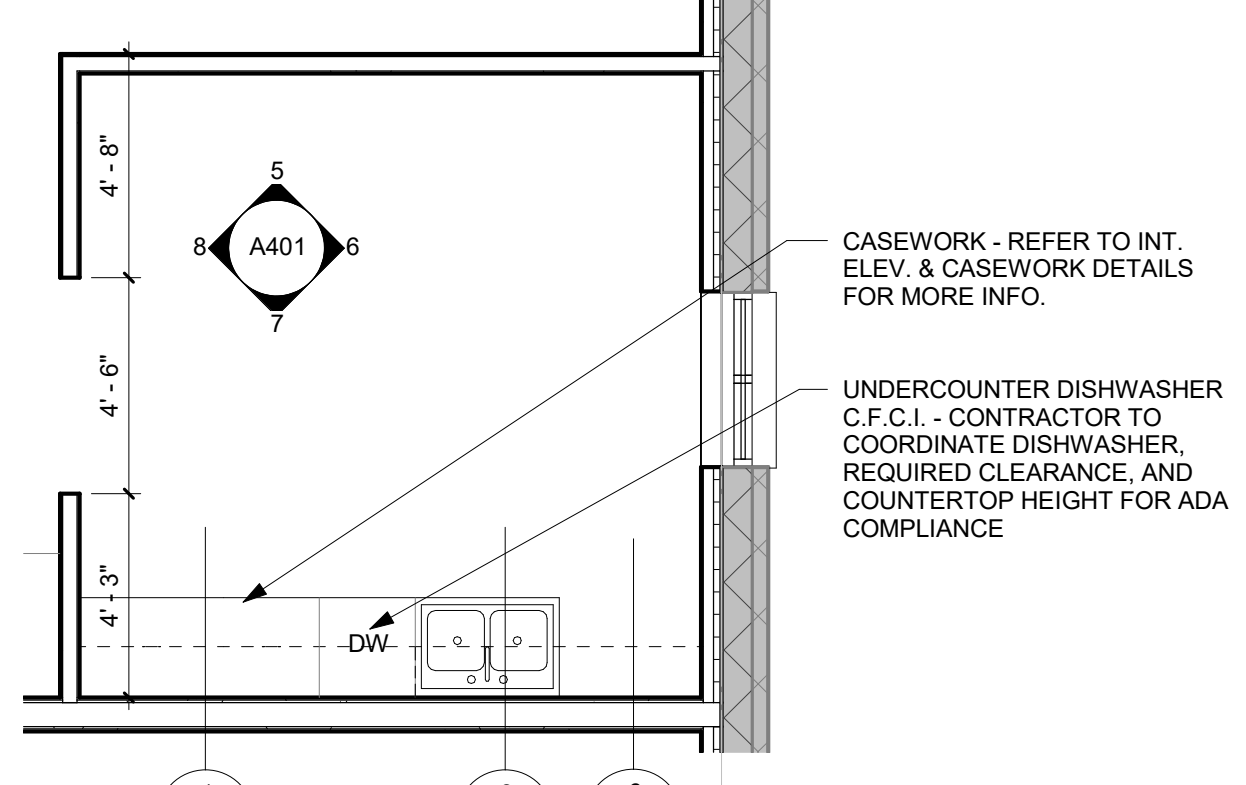 4' - 8"
5
8
A401
6
7
4' - 6"
4' - 3"
DW
CASEWORK - REFER TO INT.
ELEV. & CASEWORK DETAILS
FOR MORE INFO.
UNDERCOUNTER DISHWASHER
C.F.C.I. - CONTRACTOR TO
COORDINATE DISHWASHER,
REQUIRED CLEARANCE, AND
COUNTERTOP HEIGHT FOR ADA
COMPLIANCE